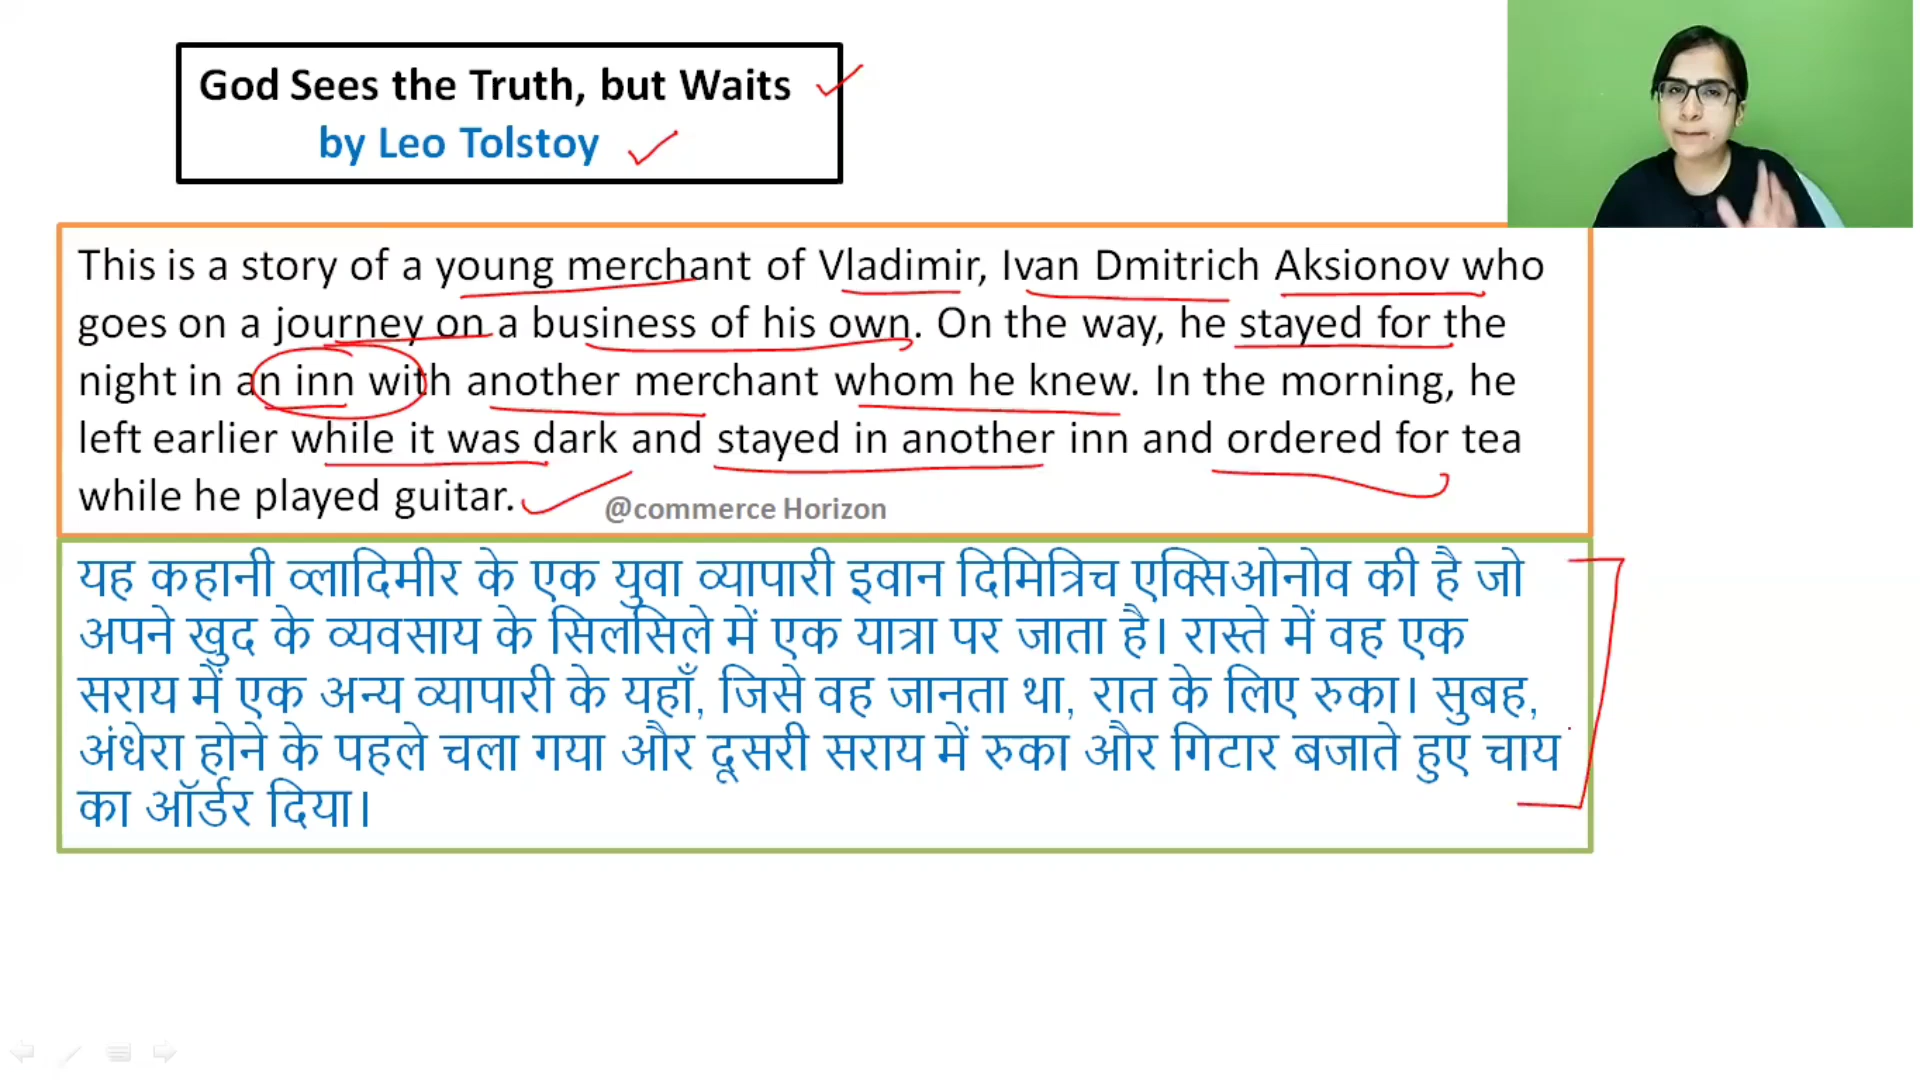 God Sees the Truth, but Waits
by Leo Tolstoy
This is a story of a young merchant of Vladimir, Ivan Dmitrich Aksionov who
goes on a journey on a business of his own. On the way, he stayed for the
night in an inn with another merchant whom he knew. In the morning, he
left earlier while it was dark and stayed in another inn and ordered for tea
while he played guitar.
@commerce Horizon
यह कहानी व्लादिमीर के एक युवा व्यापारी इवान दिमित्रिच एक्सिओनोव की है जो
अपने खुद के व्यवसाय के सिलसिले में एक यात्रा पर जाता है। रास्ते में वह एक
सराय में एक अन्य व्यापारी के यहाँ, जिसे वह जानता था, रात के लिए रुका। सुबह,
अंधेरा होने के पहले चला गया और दूसरी सराय में रुका और गिटार बजाते हुए चाय
का ऑर्डर दिया।